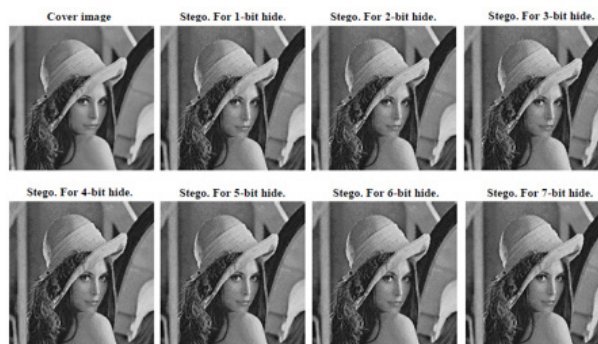 Cover image
Stego. For 1-bit hide.
Stego. For 2-bit hide.
Stego. For 3-bit hide.
Stego. For 4-bit hide.
Stego. For 5-bit hide.
Stego. For 6-bit hide.
Stego. For 7-bit hide.